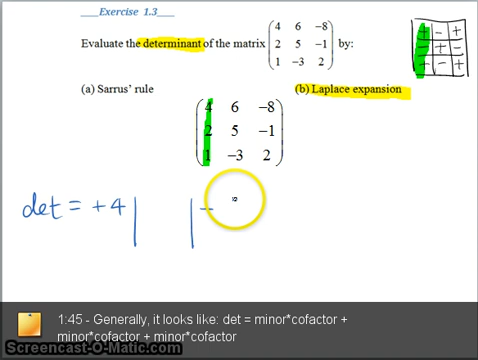 Exercise 1.3
Evaluate the determinant of the matrix ( 4 6 −8
2 5 −1
1 −3 2 ) by:
+ − +
− + −
+ − +
(a) Sarrus' rule (b) Laplace expansion
4 6 −8
2 5 −1
1 −3 2
det = +4 | | −
1:45 - Generally, it looks like: det = minor*cofactor +
minor*cofactor + minor*cofactor
Screencast-O-Matic.com